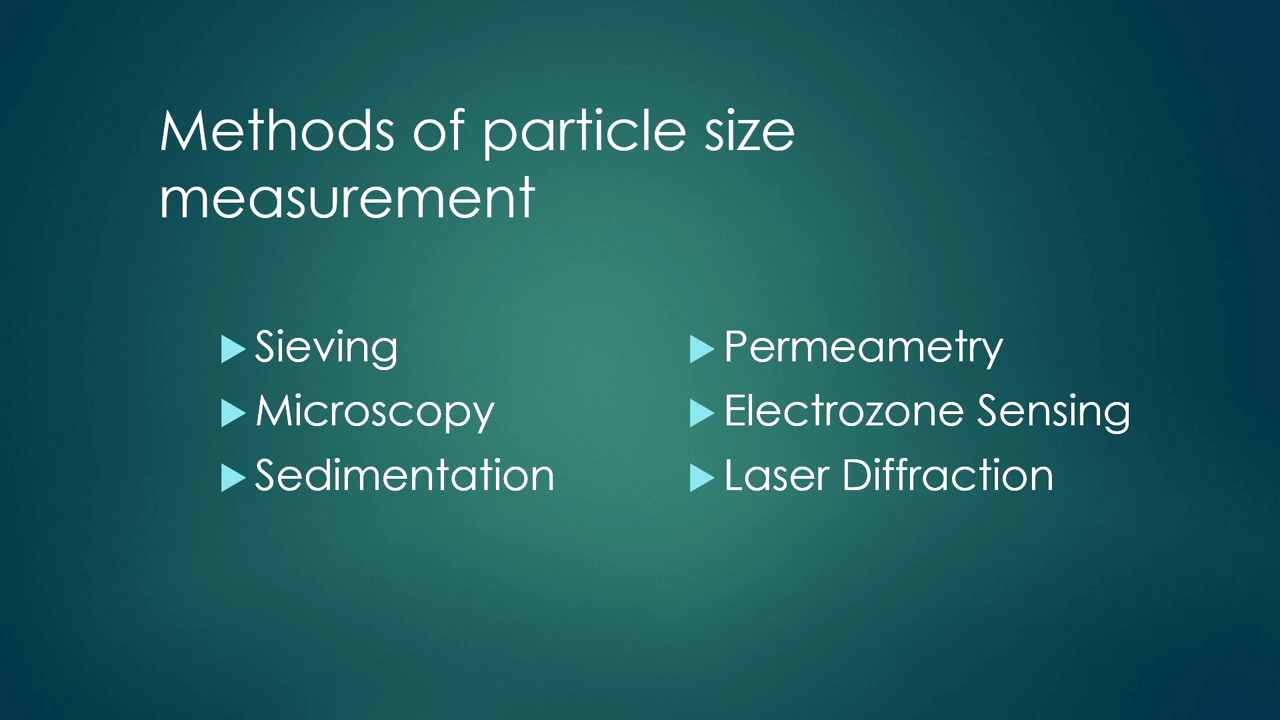 Methods of particle size
measurement
Sieving
Microscopy
Sedimentation
Permeametry
Electrozone Sensing
Laser Diffraction